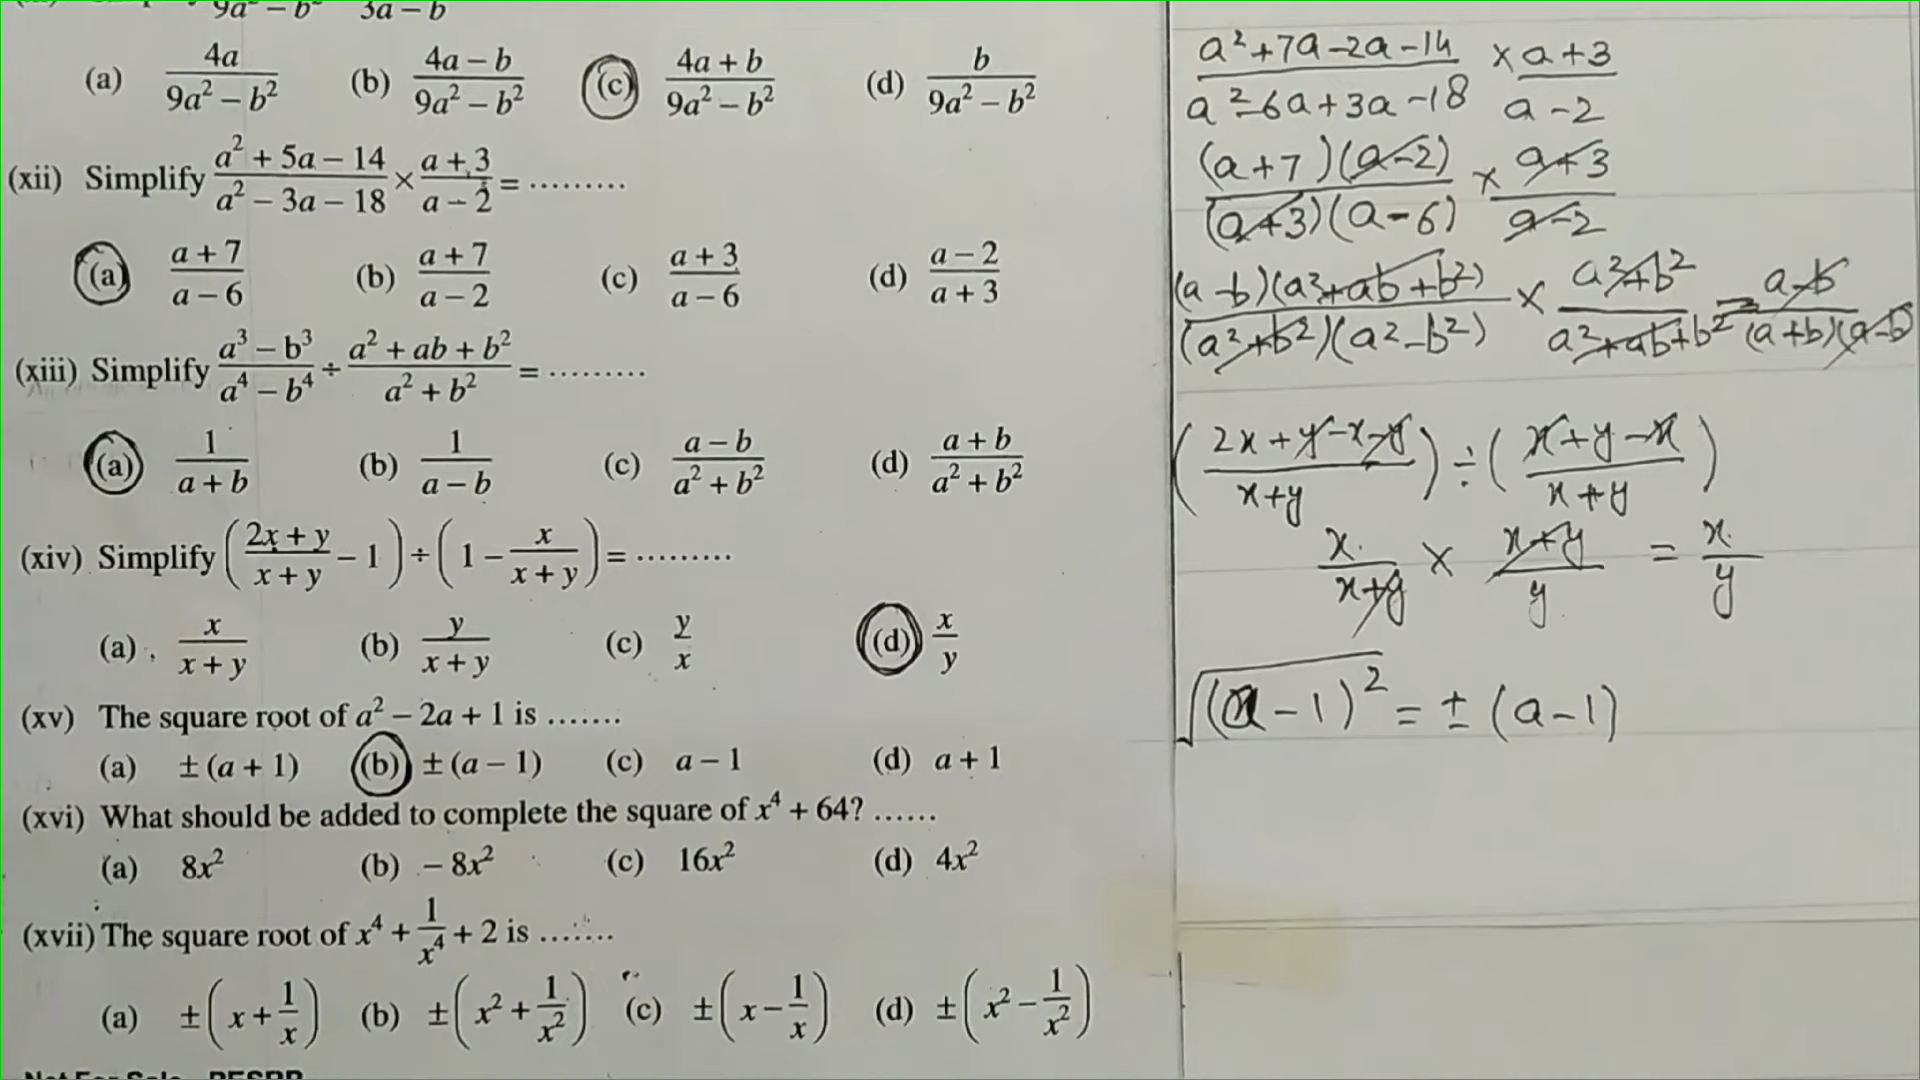 9a² – b²   3a – b
(a) 4a/(9a² – b²) (b) (4a – b)/(9a² – b²) (c) (4a + b)/(9a² – b²) (d) b/(9a² – b²)
(xii) Simplify (a² + 5a – 14)/(a² – 3a – 18) × (a + 3)/(a – 2) = .........
(a) (a + 7)/(a – 6) (b) (a + 7)/(a – 2) (c) (a + 3)/(a – 6) (d) (a – 2)/(a + 3)
(xiii) Simplify (a³ – b³)/(a⁴ – b⁴) ÷ (a² + ab + b²)/(a² + b²) = .........
(a) 1/(a + b) (b) 1/(a – b) (c) (a – b)/(a² + b²) (d) (a + b)/(a² + b²)
(xiv) Simplify ((2x + y)/(x + y) – 1) ÷ (1 – x/(x + y)) = .........
(a) x/(x + y) (b) y/(x + y) (c) y/x (d) x/y
(xv) The square root of a² – 2a + 1 is .......
(a) ± (a + 1) (b) ± (a – 1) (c) a – 1 (d) a + 1
(xvi) What should be added to complete the square of x⁴ + 64? ......
(a) 8x² (b) – 8x² (c) 16x² (d) 4x²
(xvii) The square root of x⁴ + 1/x⁴ + 2 is .......
(a) ±(x + 1/x) (b) ±(x² + 1/x²) (c) ±(x – 1/x) (d) ±(x² – 1/x²)
(a²+7a-2a-14)/(a²-6a+3a-18) × (a+3)/(a-2)
(a+7)(a-2)/(a+3)(a-6) × (a+3)/(a-2)
(a-b)(a²+ab+b²)/(a²+b²)(a²-b²) × (a²+b²)/(a²+ab+b²) = (a-b)/(a+b)(a-b)
((2x+y-x-y)/(x+y)) ÷ ((x+y-x)/(x+y))
x/(x+y) × (x+y)/y = x/y
√(a-1)² = ± (a-1)